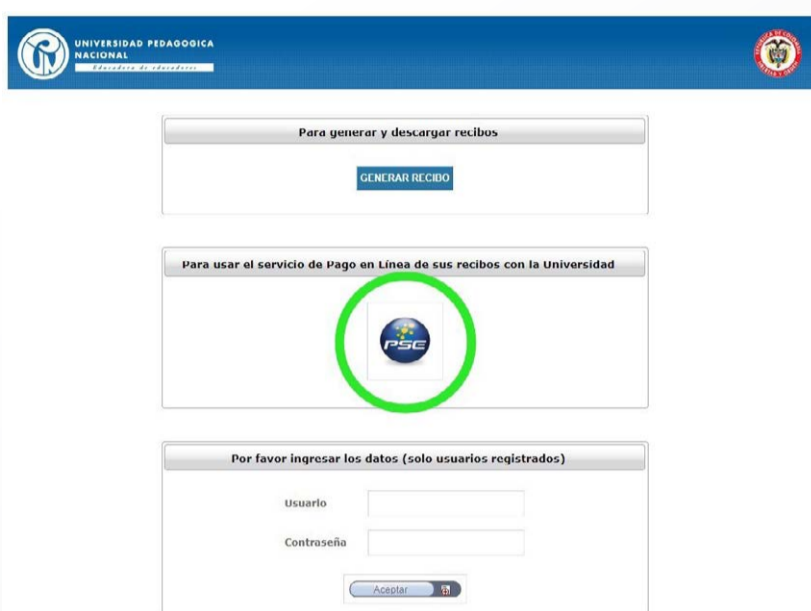 UNIVERSIDAD PEDAGOGICA
NACIONAL
Educadora de educadores
Para generar y descargar recibos
GENERAR RECIBO
Para usar el servicio de Pago en Línea de sus recibos con la Universidad
PSE
Por favor ingresar los datos (solo usuarios registrados)
Usuario
Contraseña
Aceptar